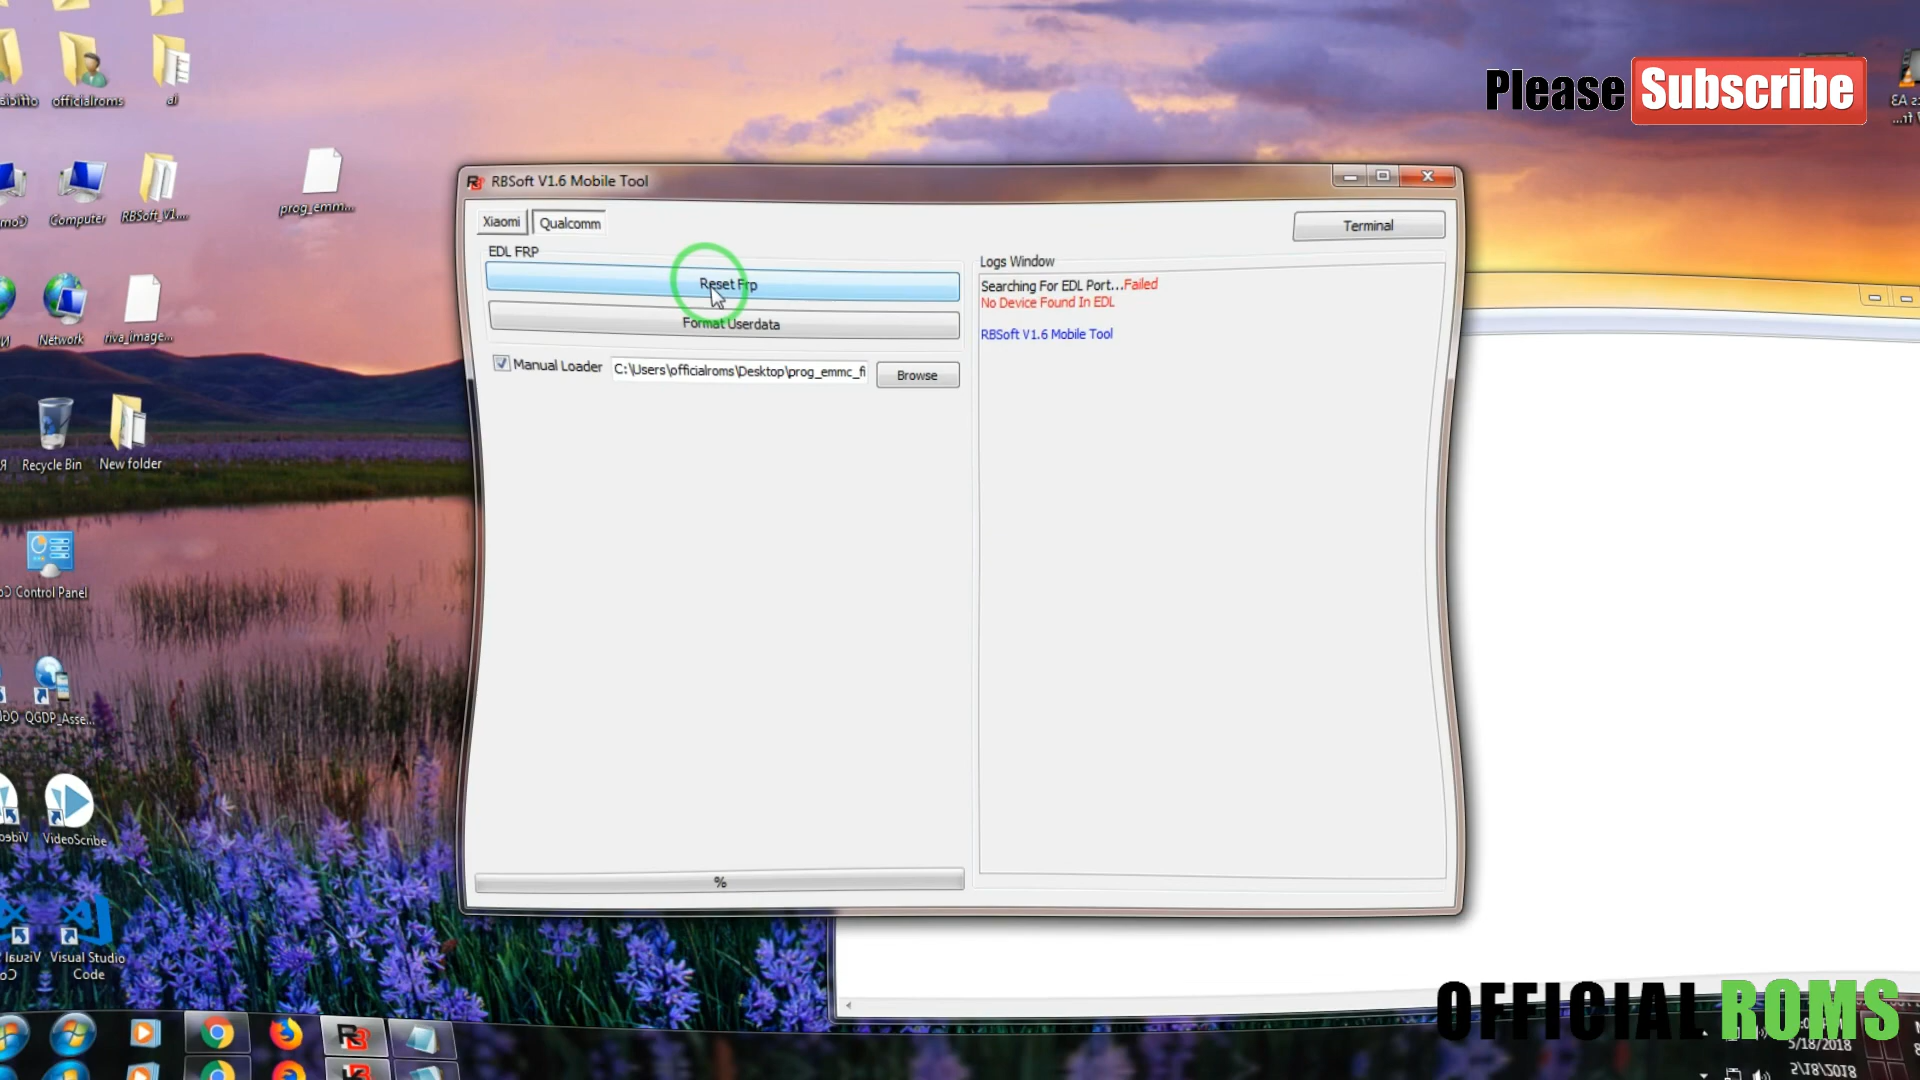 Please Subscribe
officialroms
Computer
RBSoft_V1....
prog_emm...
Network
riva_image...
Recycle Bin
New folder
Control Panel
QGDP_Asse...
VideoScribe
Visual Studio
Code
RBSoft V1.6 Mobile Tool
Xiaomi
Qualcomm
Terminal
EDL FRP
Reset Frp
Format Userdata
Manual Loader
C:\Users\officialroms\Desktop\prog_emmc_fi
Browse
Logs Window
Searching For EDL Port...Failed
No Device Found In EDL
RBSoft V1.6 Mobile Tool
%
OFFICIAL ROMS
5/18/2018